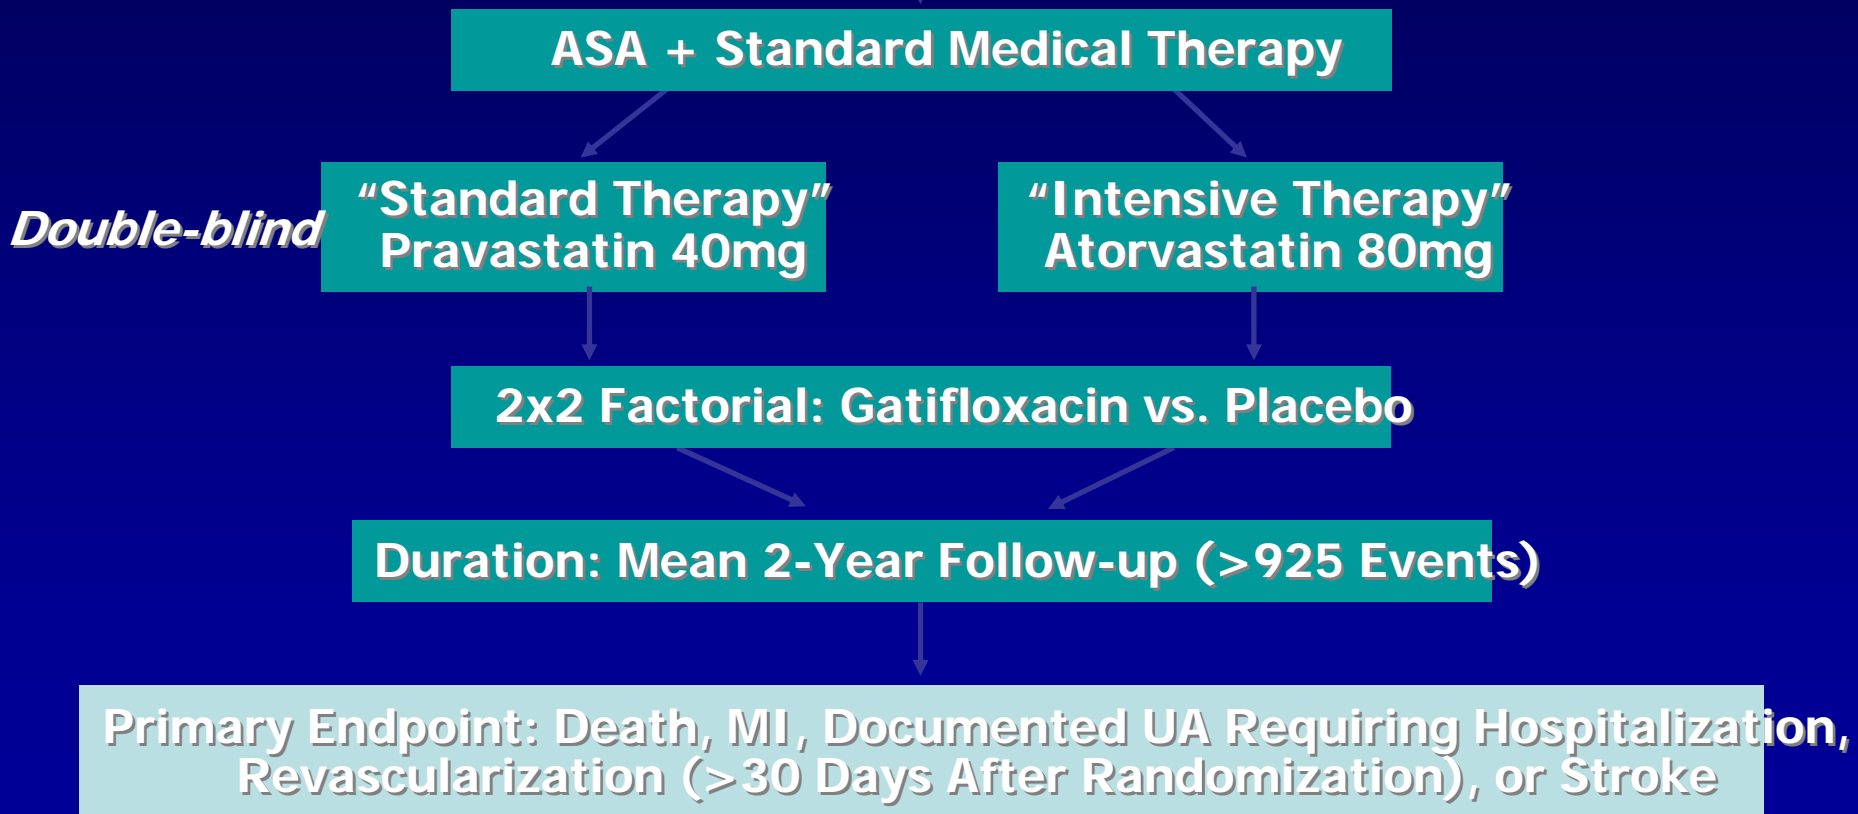 ASA + Standard Medical Therapy
Double-blind
“Standard Therapy”
Pravastatin 40mg
“Intensive Therapy”
Atorvastatin 80mg
2x2 Factorial: Gatifloxacin vs. Placebo
Duration: Mean 2-Year Follow-up (>925 Events)
Primary Endpoint: Death, MI, Documented UA Requiring Hospitalization,
Revascularization (>30 Days After Randomization), or Stroke